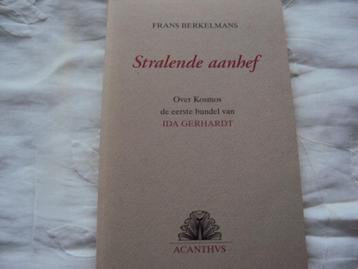 FRANS BERKELMANS
Stralende aanhef
Over Kosmos
de eerste bundel van
IDA GERHARDT
ACANTHVS